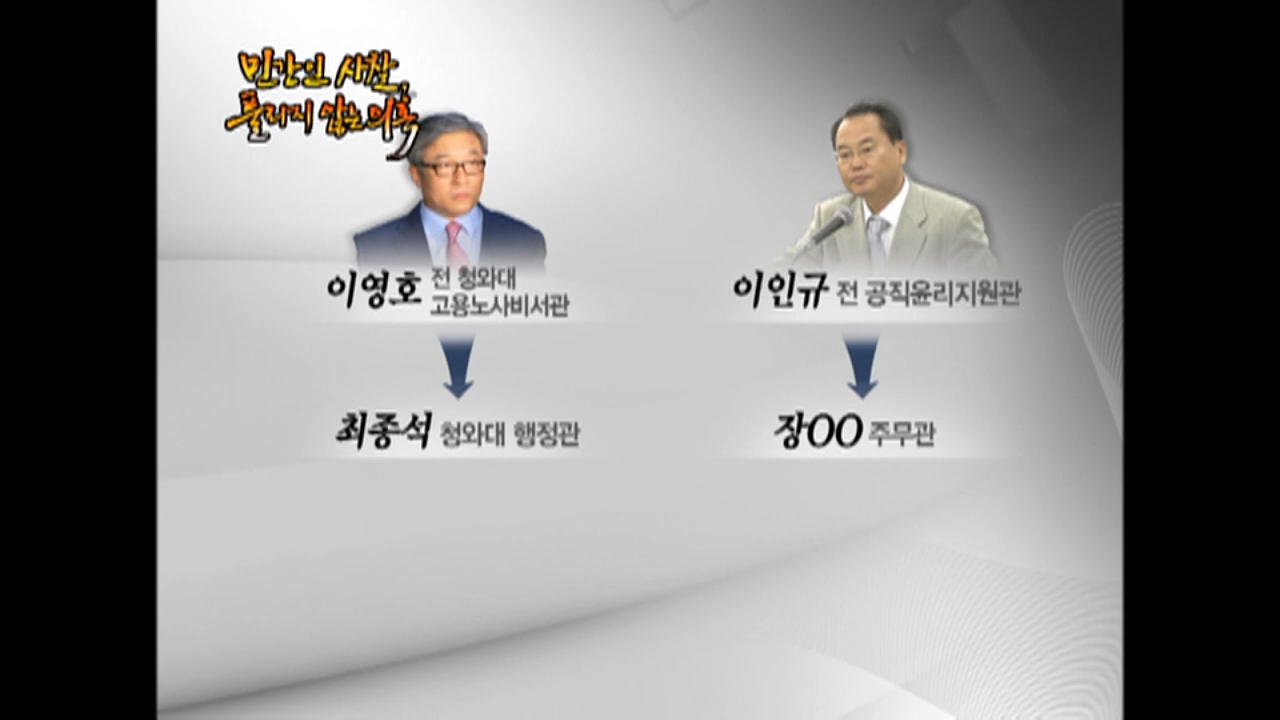 민간인 사찰,
풀리지 않는 의혹
이영호 전 청와대
고용노사비서관
이인규 전 공직윤리지원관
최종석 청와대 행정관
장OO 주무관